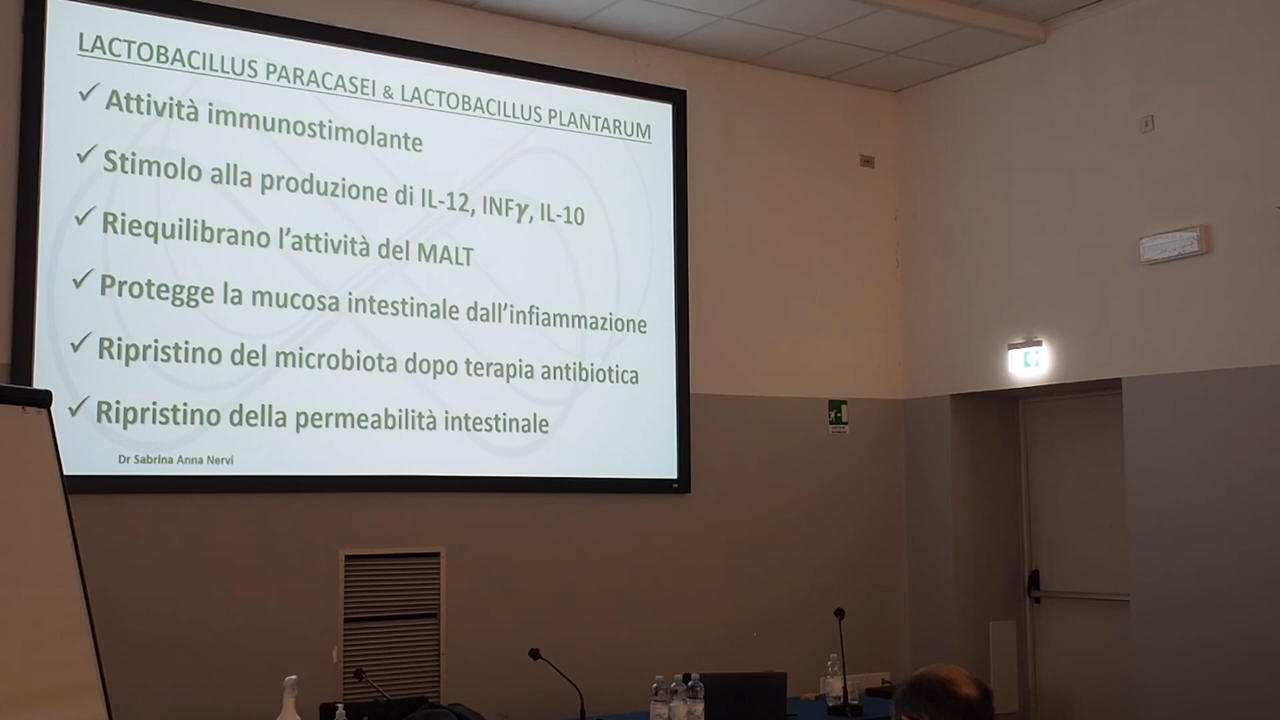 LACTOBACILLUS PARACASEI & LACTOBACILLUS PLANTARUM
✓ Attività immunostimolante
✓ Stimolo alla produzione di IL-12, INFγ, IL-10
✓ Riequilibrano l'attività del MALT
✓ Protegge la mucosa intestinale dall'infiammazione
✓ Ripristino del microbiota dopo terapia antibiotica
✓ Ripristino della permeabilità intestinale
Dr Sabrina Anna Nervi